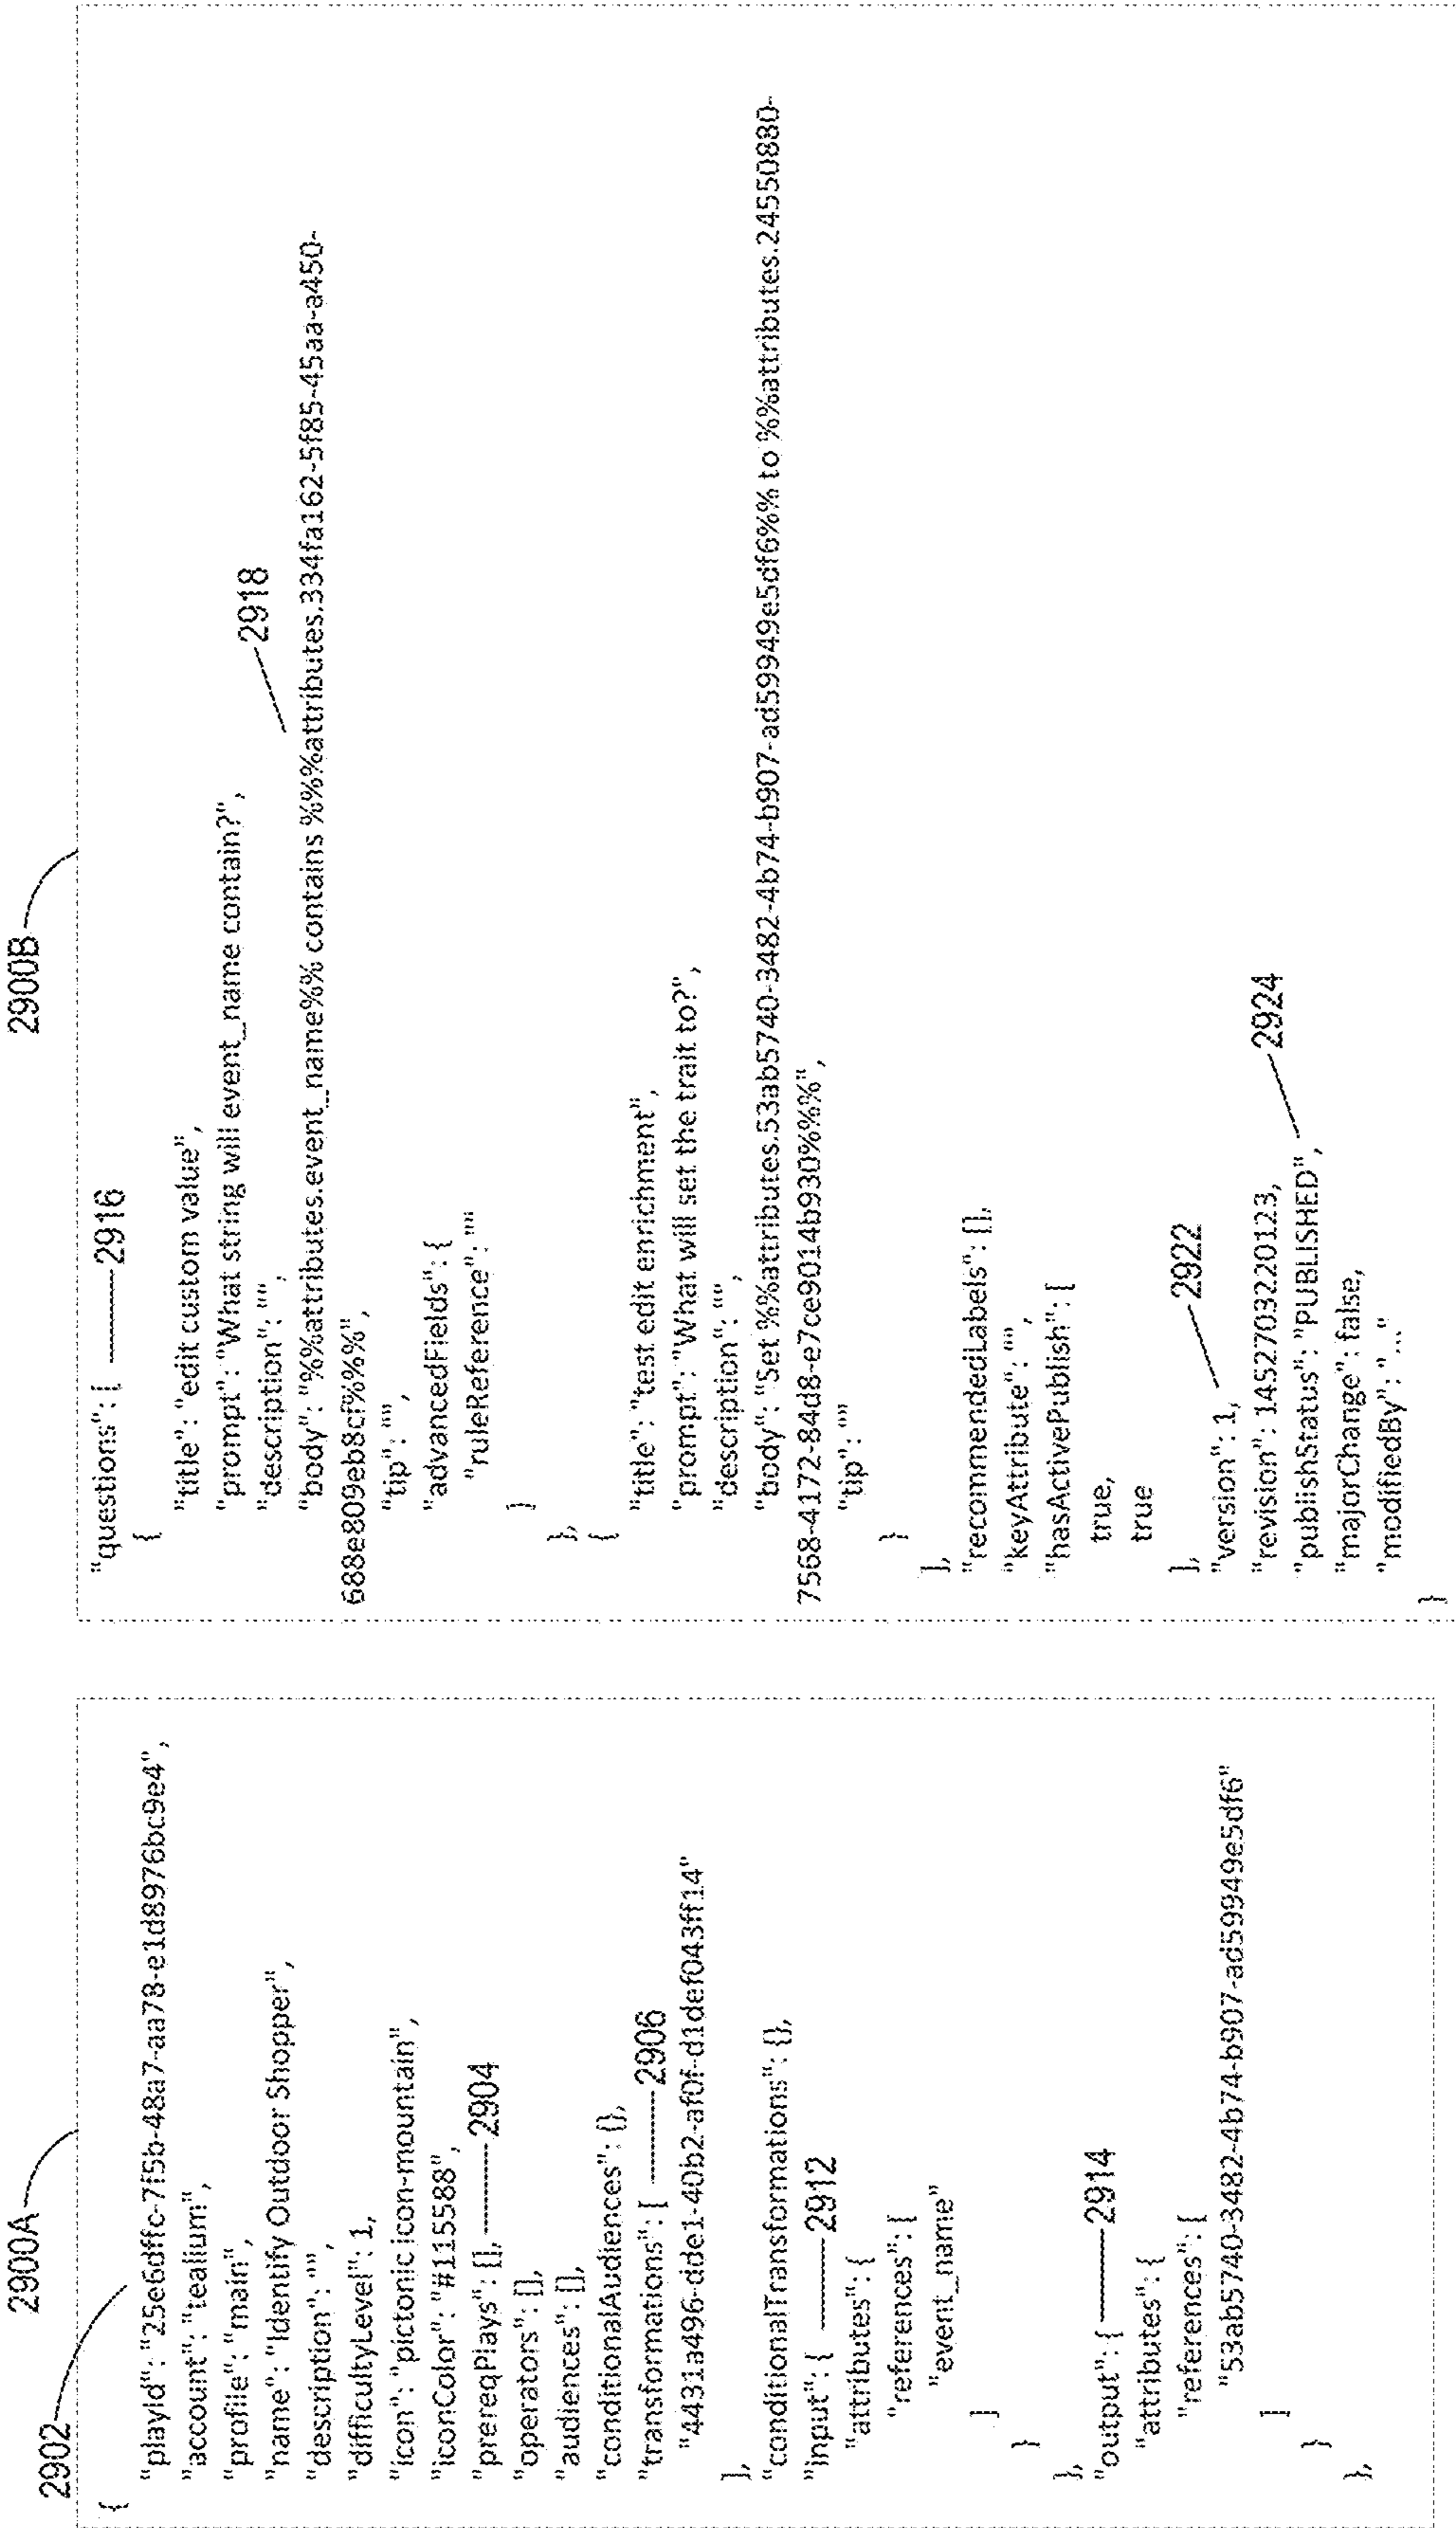 2900A
2902
{
"playId": "25e6dffc-7f5b-48a7-aa78-e1d8976bc9e4",
"account":"tealium",
"profile": "main",
"name": "Identify Outdoor Shopper",
"description": "",
"difficultyLevel": 1,
"icon": "pictonic icon-mountain",
"iconColor": "#115588",
"prereqPlays": [], 2904
"operators": [],
"audiences": [],
"conditionalAudiences": {},
"transformations": [ 2906
"4431a496-dde1-40b2-af0f-d1def043ff14"
],
"conditionalTransformations": {},
"input": { 2912
"attributes": {
"references": [
"event_name"
]
}
},
"output": { 2914
"attributes": {
"references": [
"53ab5740-3482-4b74-b907-ad59949e5df6"
]
}
},
2900B
"questions": [ 2916
{
"title": "edit custom value",
"prompt": "What string will event_name contain?",
"description": "",
2918
"body": "%%attributes.event_name%% contains %%%attributes.334fa162-5f85-45aa-a450-
688e809eb8cf%%%",
"tip": "",
"advancedFields": {
"ruleReference": ""
}
},
{
"title": "test edit enrichment",
"prompt": "What will set the trait to?",
"description": "",
"body": "Set %%attributes.53ab5740-3482-4b74-b907-ad59949e5df6%% to %%attributes.24550880-
7568-4172-84d8-e7ce9014b930%%%",
"tip": ""
}
],
"recommendedLabels": [],
"keyAttribute": "",
"hasActivePublish": [
true,
true
],
"version": 1, 2922
"revision": 1452703220123,
"publishStatus": "PUBLISHED", 2924
"majorChange": false,
"modifiedBy": "..."
}